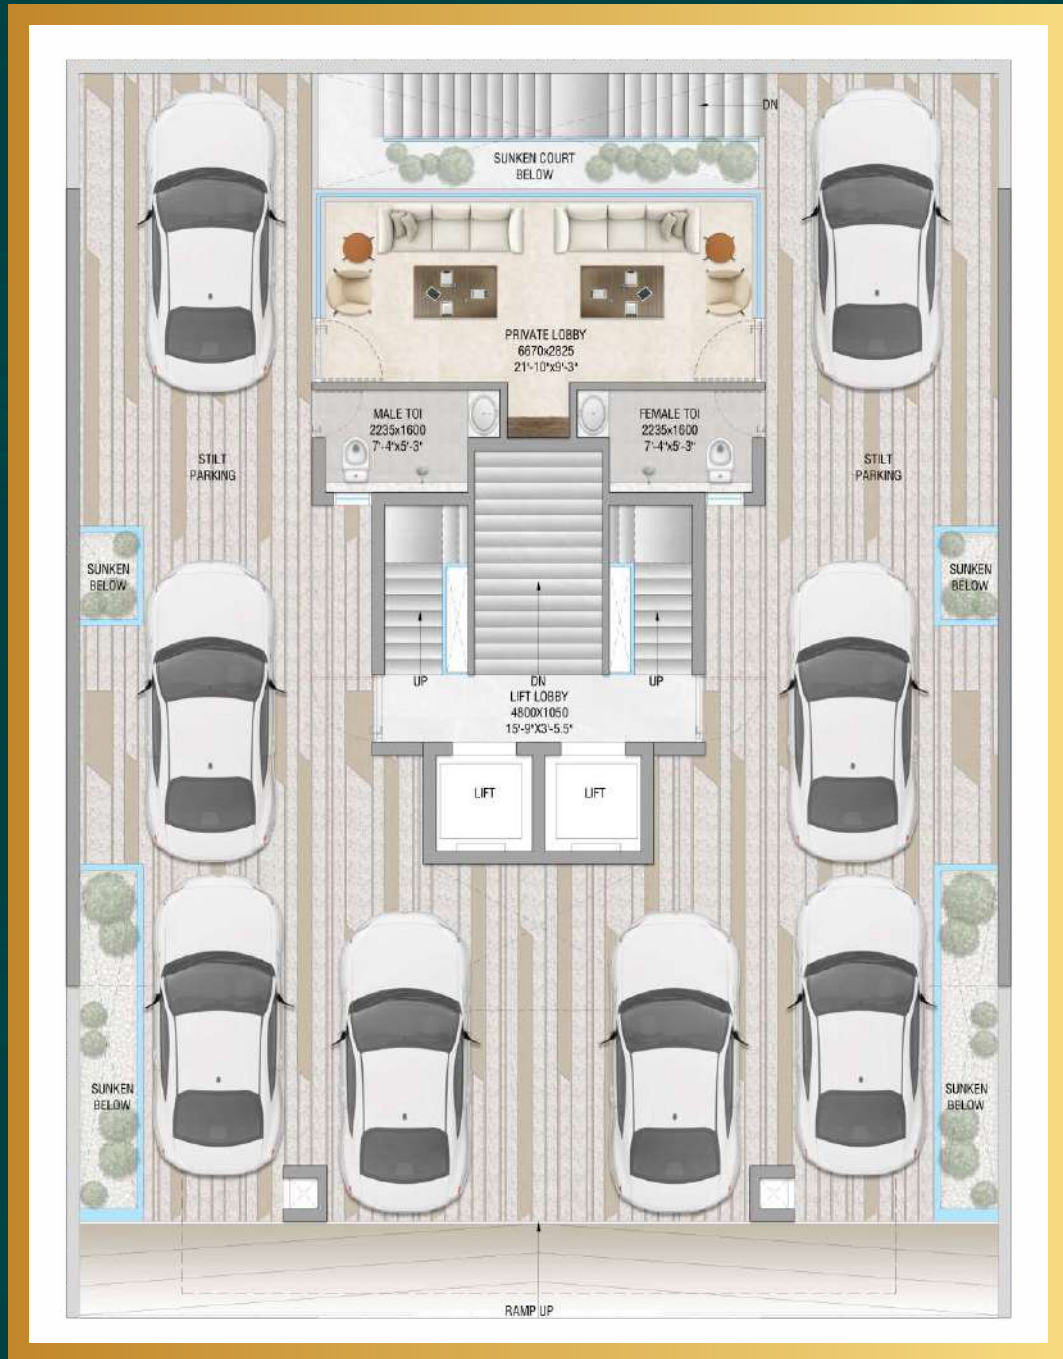 DN
SUNKEN COURT
BELOW
PRIVATE LOBBY
6670x2825
21'-10"x9'-3"
MALE TOI
2235x1600
7'-4"x5'-3"
FEMALE TOI
2235x1600
7'-4"x5'-3"
STILT
PARKING
STILT
PARKING
SUNKEN
BELOW
SUNKEN
BELOW
UP
DN
UP
LIFT LOBBY
4800X1050
15'-9"X3'-5.5"
LIFT
LIFT
SUNKEN
BELOW
SUNKEN
BELOW
RAMP UP